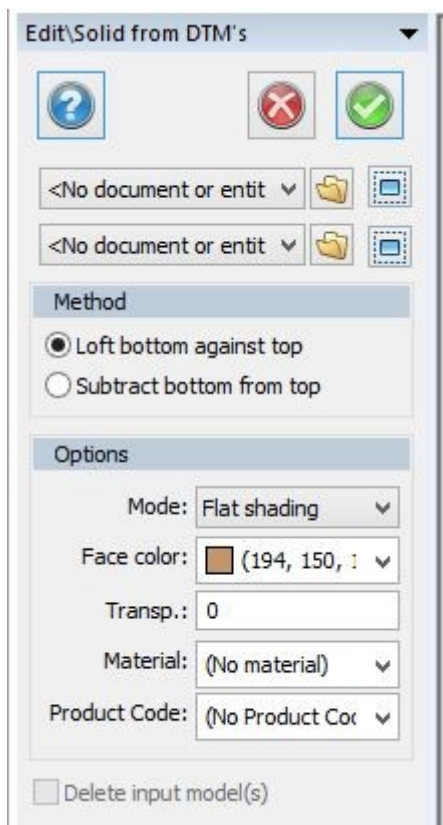 Edit\Solid from DTM's
<No document or entit
<No document or entit
Method
Loft bottom against top
Subtract bottom from top
Options
Mode: Flat shading
Face color: (194, 150, 1
Transp.: 0
Material: (No material)
Product Code: (No Product Coc
Delete input model(s)